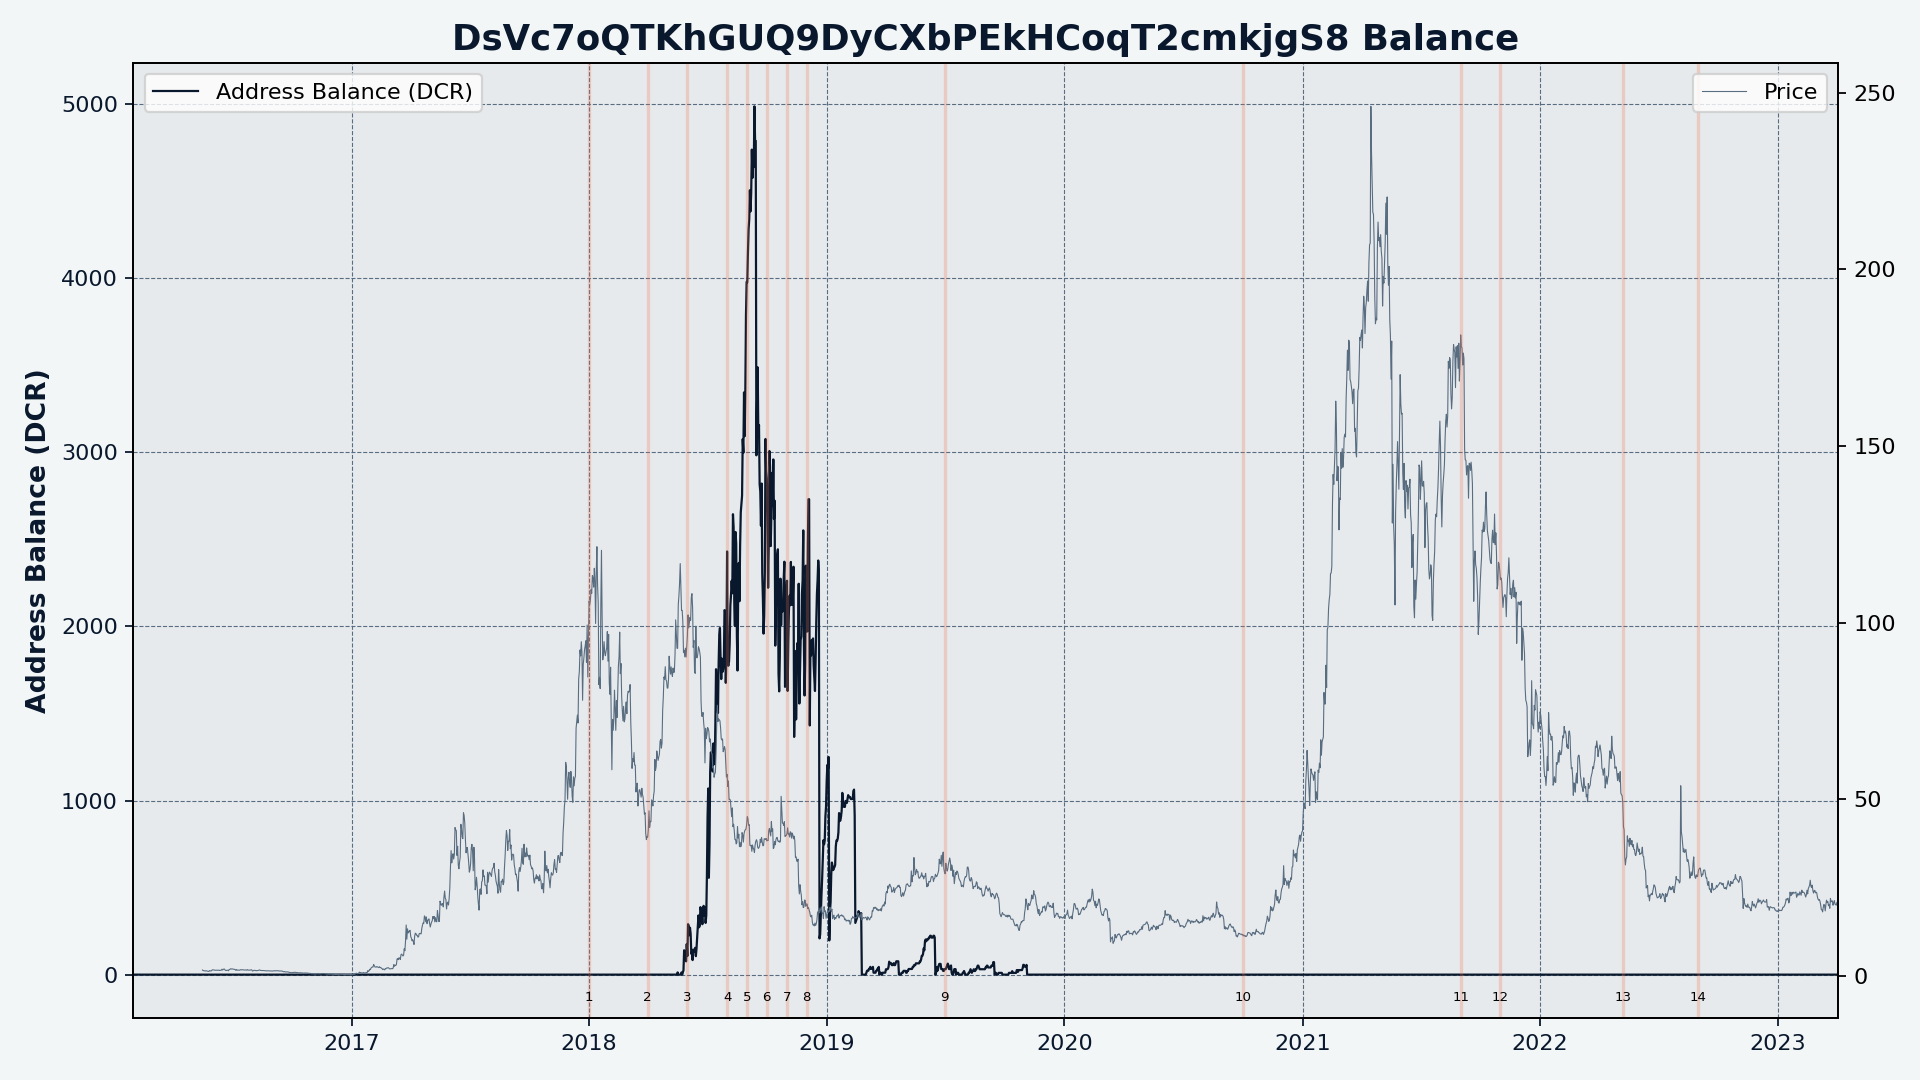 DsVc7oQTKhGUQ9DyCXbPEkHCoqT2cmkjgS8 Balance
Address Balance (DCR)
Price
Address Balance (DCR)
5000
4000
3000
2000
1000
0
250
200
150
100
50
0
1 2 3 4 5 6 7 8 9 10 11 12 13 14
2017 2018 2019 2020 2021 2022 2023